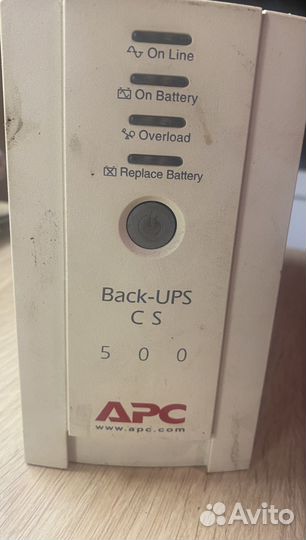 On Line
On Battery
Overload
Replace Battery
Back-UPS
CS
500
APC
www.apc.com
Avito